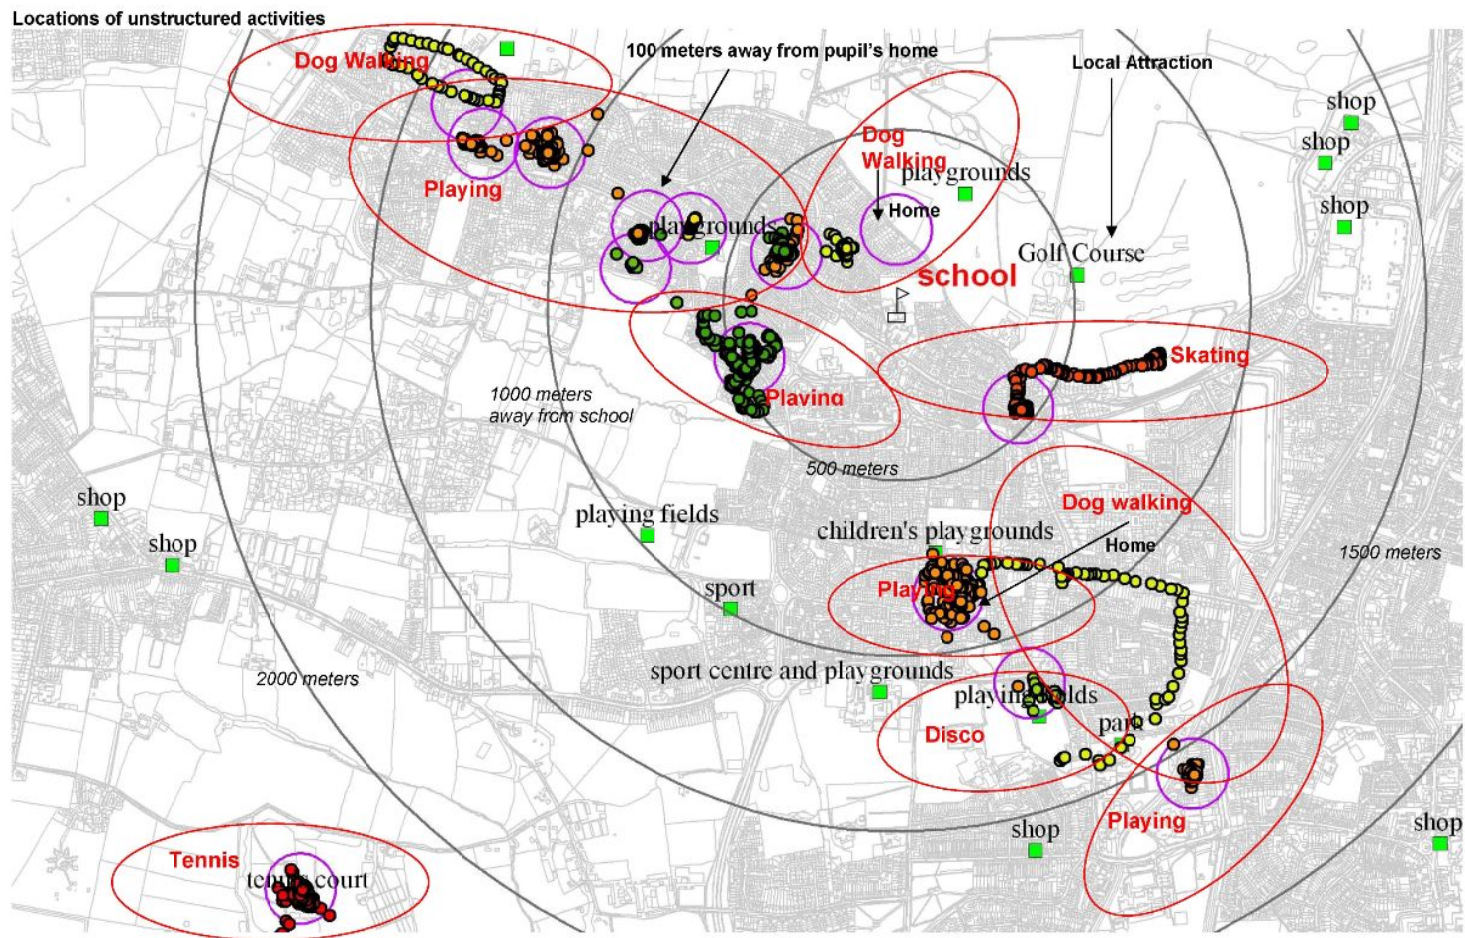 Locations of unstructured activities
100 meters away from pupil's home
Local Attraction
Dog Walking
shop
shop
Dog
Walking
playgrounds
Playing
Home
shop
playgrounds
Golf Course
school
Skating
1000 meters
away from school
Playing
500 meters
shop
Dog walking
playing fields
children's playgrounds
Home
shop
1500 meters
sport
Playing
sport centre and playgrounds
2000 meters
playing fields
park
Disco
Playing
shop
shop
Tennis
tennis court